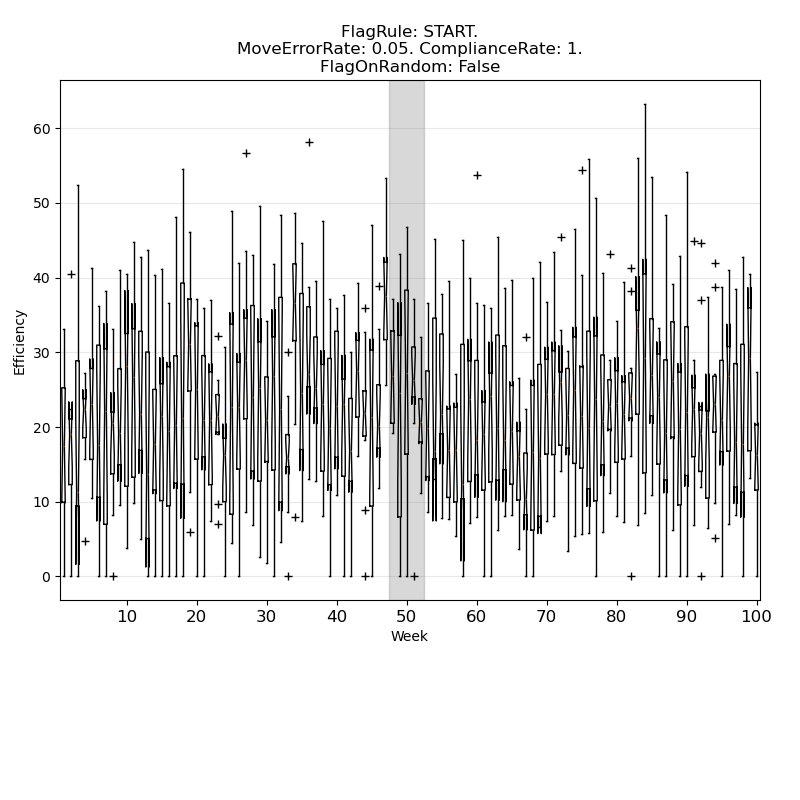 FlagRule: START.
MoveErrorRate: 0.05. ComplianceRate: 1.
FlagOnRandom: False
Efficiency
60
50
40
30
20
10
0
10 20 30 40 50 60 70 80 90 100
Week